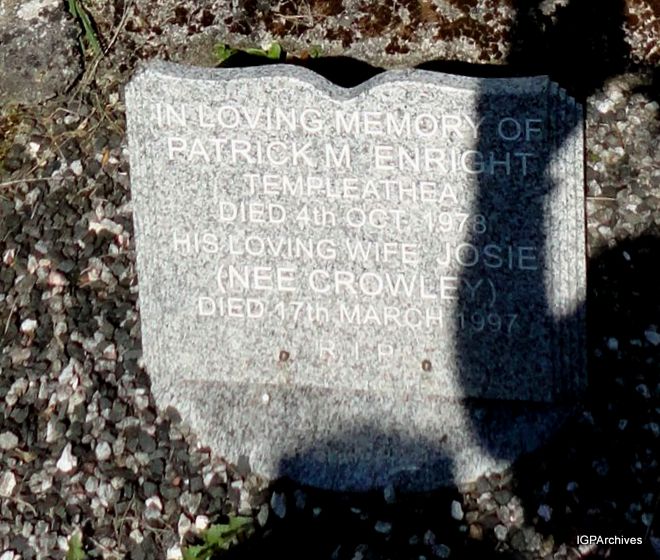 IN LOVING MEMORY OF
PATRICK M ENRIGHT
TEMPLEATHEA
DIED 4th OCT. 1978
HIS LOVING WIFE JOSIE
(NEE CROWLEY)
DIED 17th MARCH 1997
R. I. P.
IGPArchives